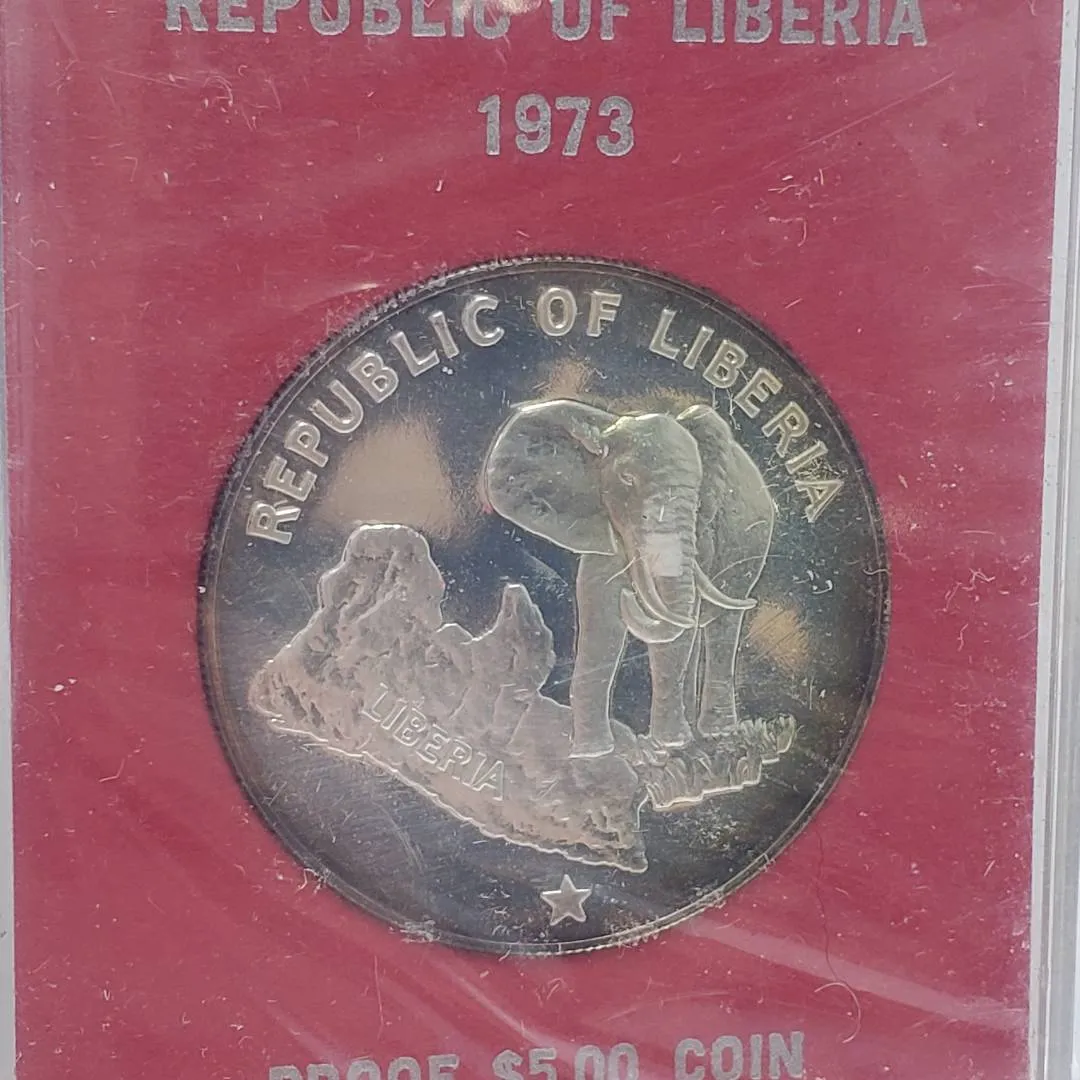 REPUBLIC OF LIBERIA
1973
REPUBLIC OF LIBERIA
LIBERIA
PROOF $5.00 COIN